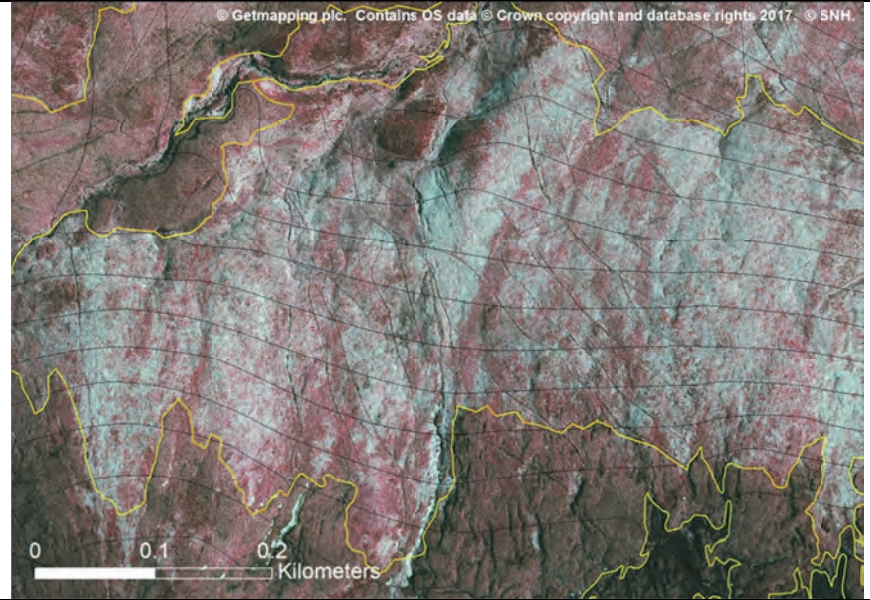 © Getmapping plc. Contains OS data © Crown copyright and database rights 2017. © SNH.
0 0.1 0.2
Kilometers